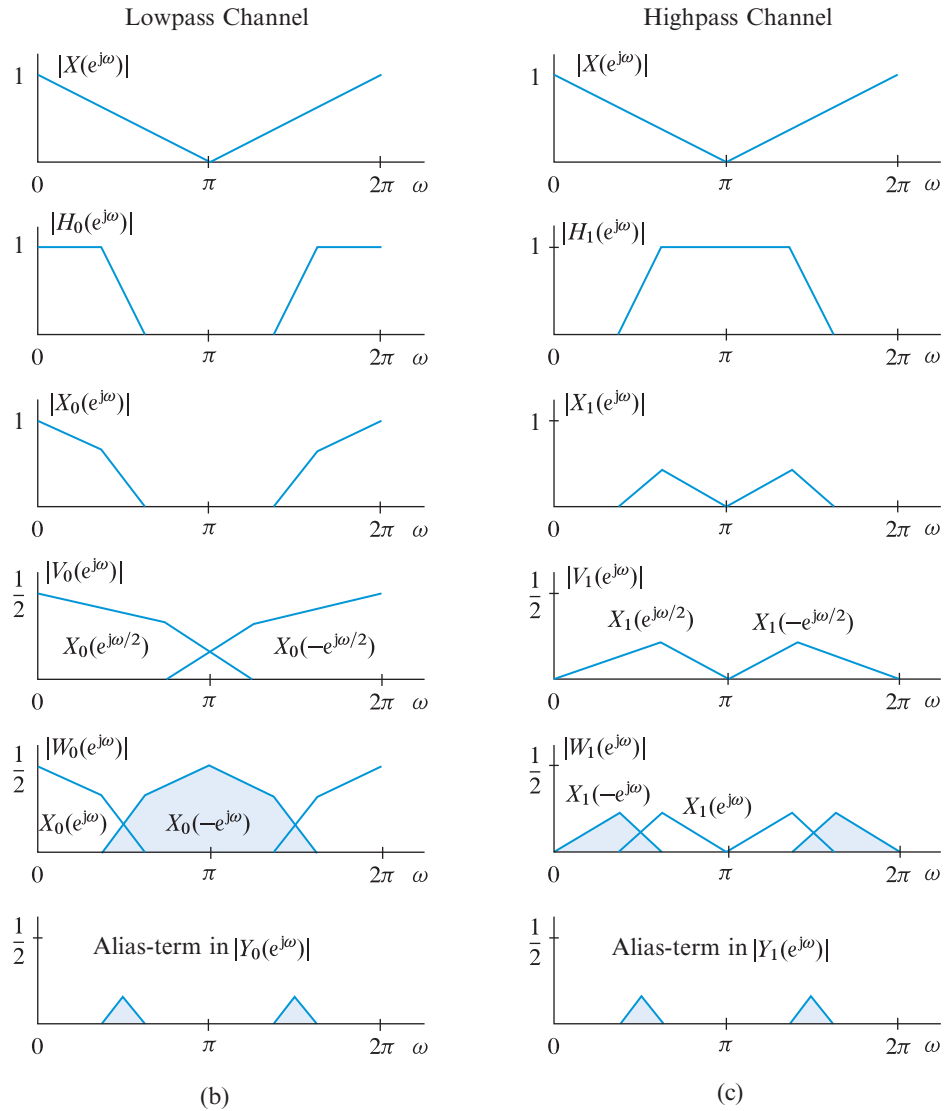 Lowpass Channel
|X(e^{jω})|
1
0 π 2π ω
|H_0(e^{jω})|
1
0 π 2π ω
|X_0(e^{jω})|
1
0 π 2π ω
|V_0(e^{jω})|
1/2
X_0(e^{jω/2}) X_0(−e^{jω/2})
0 π 2π ω
|W_0(e^{jω})|
1/2
X_0(e^{jω}) X_0(−e^{jω})
0 π 2π ω
1/2
Alias-term in |Y_0(e^{jω})|
0 π 2π ω
(b)
Highpass Channel
|X(e^{jω})|
1
0 π 2π ω
|H_1(e^{jω})|
1
0 π 2π ω
|X_1(e^{jω})|
1
0 π 2π ω
|V_1(e^{jω})|
1/2
X_1(e^{jω/2}) X_1(−e^{jω/2})
0 π 2π ω
|W_1(e^{jω})|
1/2
X_1(−e^{jω}) X_1(e^{jω})
0 π 2π ω
1/2
Alias-term in |Y_1(e^{jω})|
0 π 2π ω
(c)